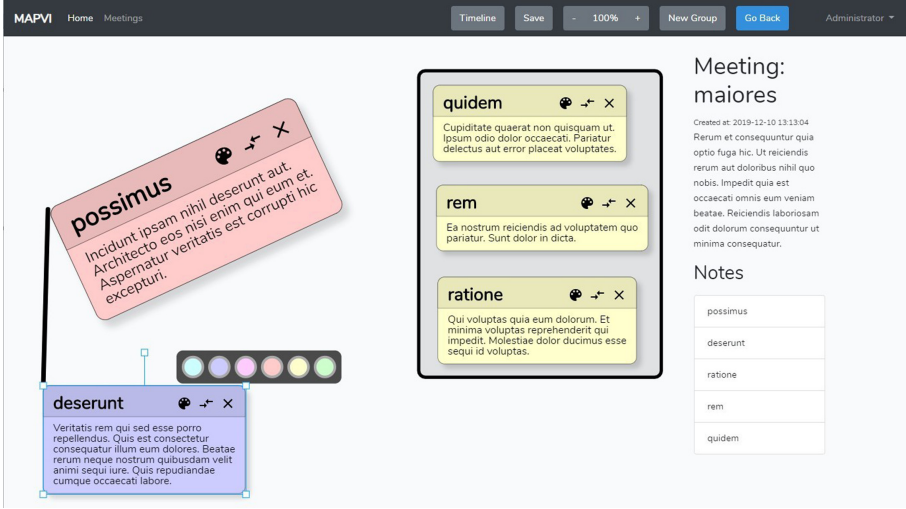 MAPVI Home Meetings Timeline Save - 100% + New Group Go Back Administrator
possimus
Incidunt ipsam nihil deserunt aut.
Architecto eos nisi enim qui eum et.
Aspernatur veritatis est corrupti hic
excepturi.
deserunt
Veritatis rem qui sed esse porro
repellendus. Quis est consectetur
consequatur illum eum dolores. Beatae
rerum neque nostrum quibusdam velit
animi sequi iure. Quis repudiandae
cumque occaecati labore.
quidem
Cupiditate quaerat non quisquam ut.
Ipsum odio dolor occaecati. Pariatur
delectus aut error placeat voluptates.
rem
Ea nostrum reiciendis ad voluptatem quo
pariatur. Sunt dolor in dicta.
ratione
Qui voluptas quia eum dolorum. Et
minima voluptas reprehenderit qui
impedit. Molestiae dolor ducimus esse
sequi id voluptas.
Meeting:
maiores
Created at: 2019-12-10 13:13:04
Rerum et consequuntur quia
optio fuga hic. Ut reiciendis
rerum aut doloribus nihil quo
nobis. Impedit quia est
occaecati omnis eum veniam
beatae. Reiciendis laboriosam
odit dolorum consequuntur ut
minima consequatur.
Notes
possimus
deserunt
ratione
rem
quidem